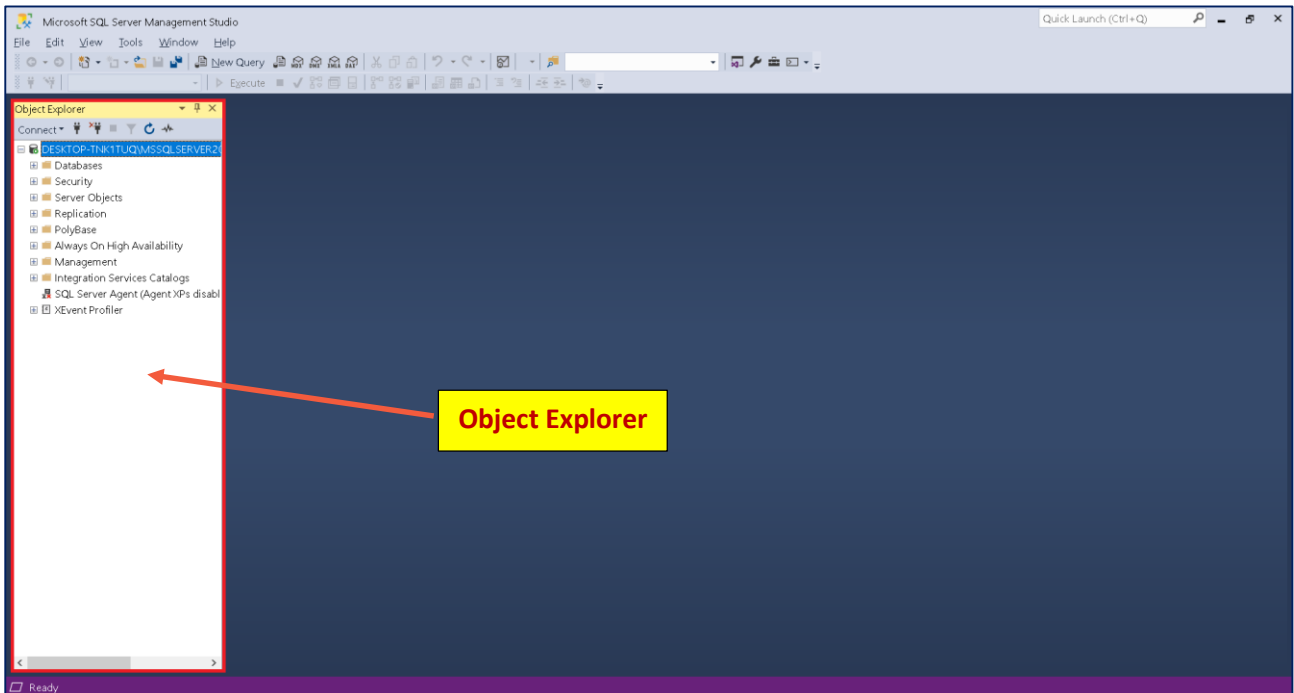 Microsoft SQL Server Management Studio
Quick Launch (Ctrl+Q)
File Edit View Tools Window Help
New Query
Execute
Object Explorer
Connect
DESKTOP-TNK1TUQ\MSSQLSERVER20
Databases
Security
Server Objects
Replication
PolyBase
Always On High Availability
Management
Integration Services Catalogs
SQL Server Agent (Agent XPs disabl
XEvent Profiler
Object Explorer
Ready